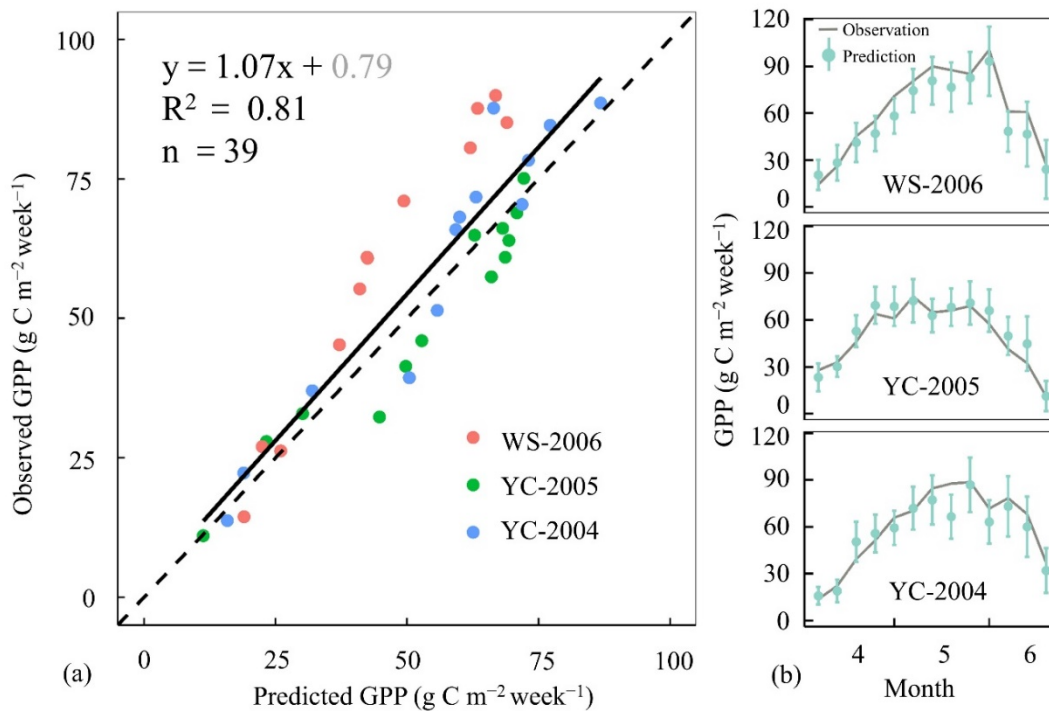 100
75
50
25
0
Observed GPP (g C m⁻² week⁻¹)
y = 1.07x + 0.79
R² = 0.81
n = 39
WS-2006
YC-2005
YC-2004
0 25 50 75 100
(a) Predicted GPP (g C m⁻² week⁻¹)
GPP (g C m⁻² week⁻¹)
120
90
60
30
0
Observation
Prediction
WS-2006
120
90
60
30
0
YC-2005
120
90
60
30
0
YC-2004
4 5 6
(b) Month